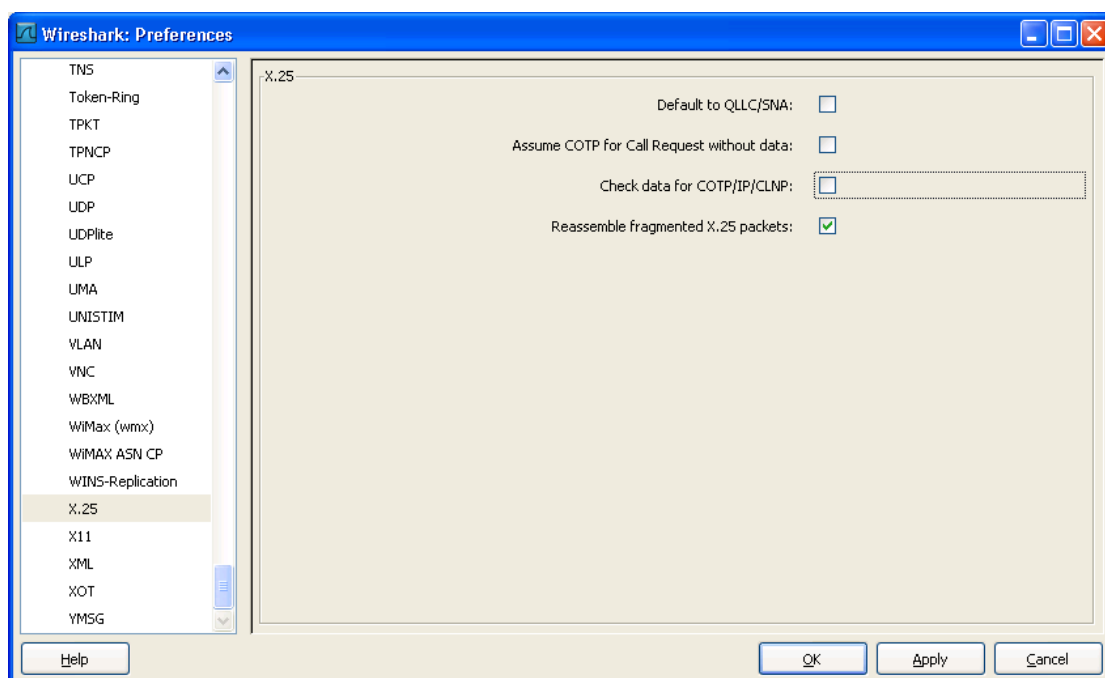 Wireshark: Preferences
TNS
Token-Ring
TPKT
TPNCP
UCP
UDP
UDPlite
ULP
UMA
UNISTIM
VLAN
VNC
WBXML
WiMax (wmx)
WiMAX ASN CP
WINS-Replication
X.25
X11
XML
XOT
YMSG
X.25
Default to QLLC/SNA:
Assume COTP for Call Request without data:
Check data for COTP/IP/CLNP:
Reassemble fragmented X.25 packets:
Help
OK
Apply
Cancel